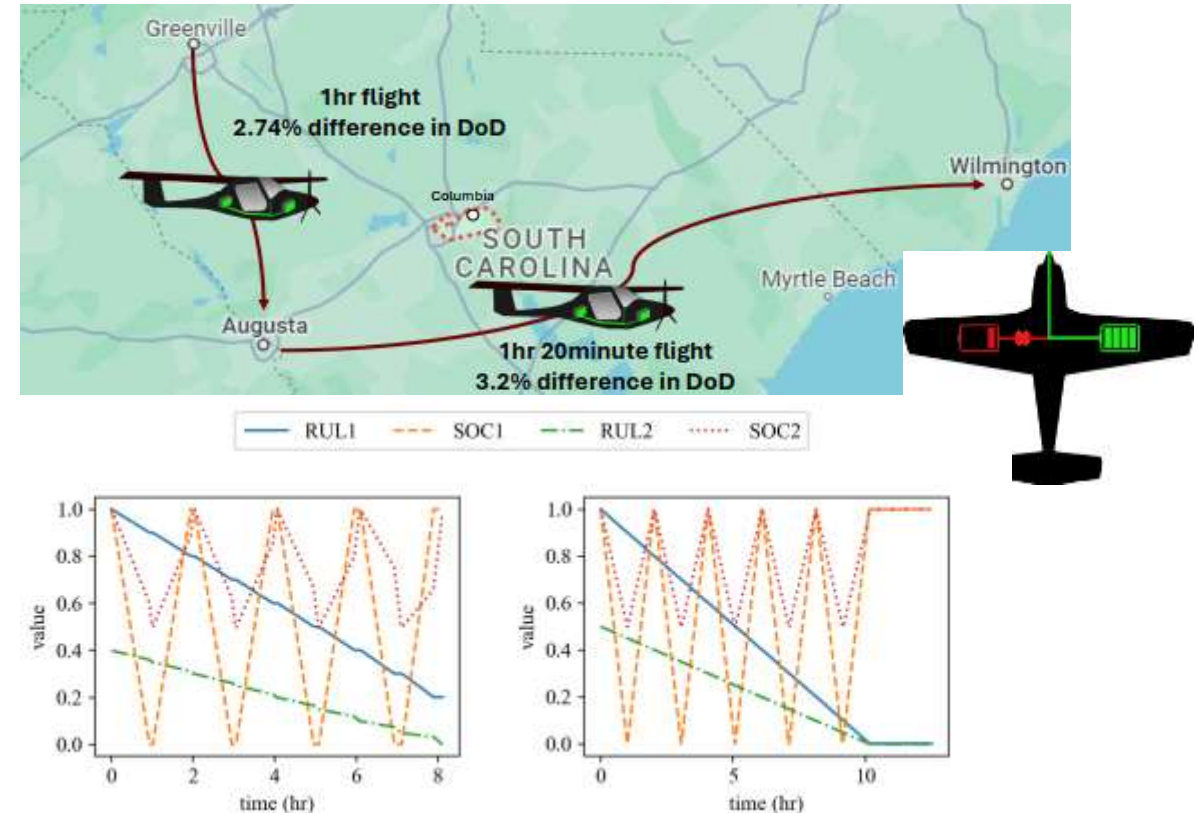 Greenville
1hr flight
2.74% difference in DoD
Wilmington
Columbia
SOUTH
CAROLINA
Myrtle Beach
Augusta
1hr 20minute flight
3.2% difference in DoD
RUL1 SOC1 RUL2 SOC2
1.0
0.8
0.6
0.4
0.2
0.0
value
0 2 4 6 8
time (hr)
1.0
0.8
0.6
0.4
0.2
0.0
value
0 5 10
time (hr)